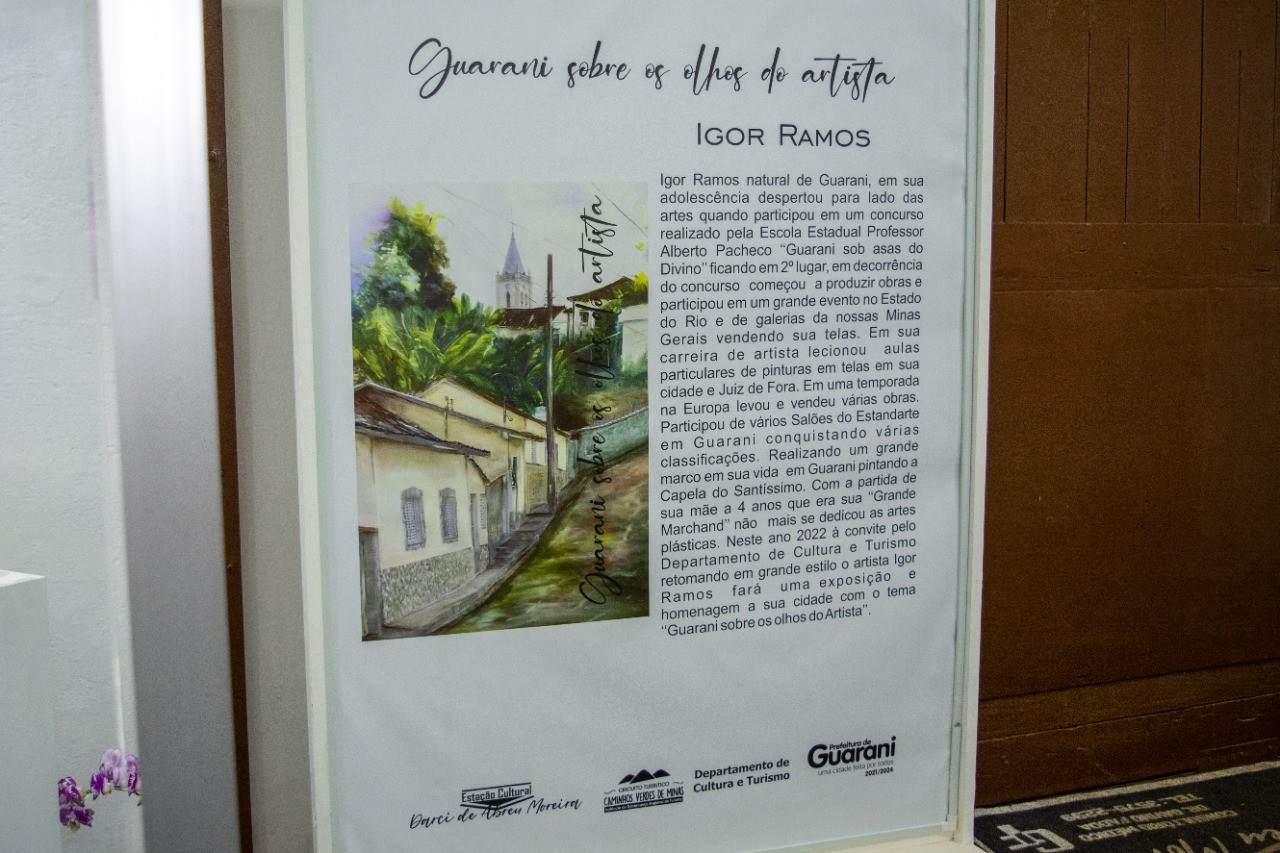 Guarani sobre os olhos do artista
IGOR RAMOS
Igor Ramos natural de Guarani, em sua
adolescência despertou para lado das
artes quando participou em um concurso
realizado pela Escola Estadual Professor
Alberto Pacheco “Guarani sob asas do
Divino” ficando em 2º lugar, em decorrência
do concurso começou a produzir obras e
participou em um grande evento no Estado
do Rio e de galerias da nossas Minas
Gerais vendendo sua telas. Em sua
carreira de artista lecionou aulas
particulares de pinturas em telas em sua
cidade e Juiz de Fora. Em uma temporada
na Europa levou e vendeu várias obras.
Participou de vários Salões do Estandarte
em Guarani conquistando várias
classificações. Realizando um grande
marco em sua vida em Guarani pintando a
Capela do Santíssimo. Com a partida de
sua mãe a 4 anos que era sua “Grande
Marchand” não mais se dedicou as artes
plásticas. Neste ano 2022 à convite pelo
Departamento de Cultura e Turismo
retomando em grande estilo o artista Igor
Ramos fará uma exposição e
homenagem a sua cidade com o tema
“Guarani sobre os olhos do Artista”.
Guarani sobre os olhos do artista
Estação Cultural
Darci de Abreu Moreira
CIRCUITO TURÍSTICO
CAMINHOS VERDES DE MINAS
Departamento de
Cultura e Turismo
Prefeitura de
Guarani
uma cidade feita por todos
2021/2024